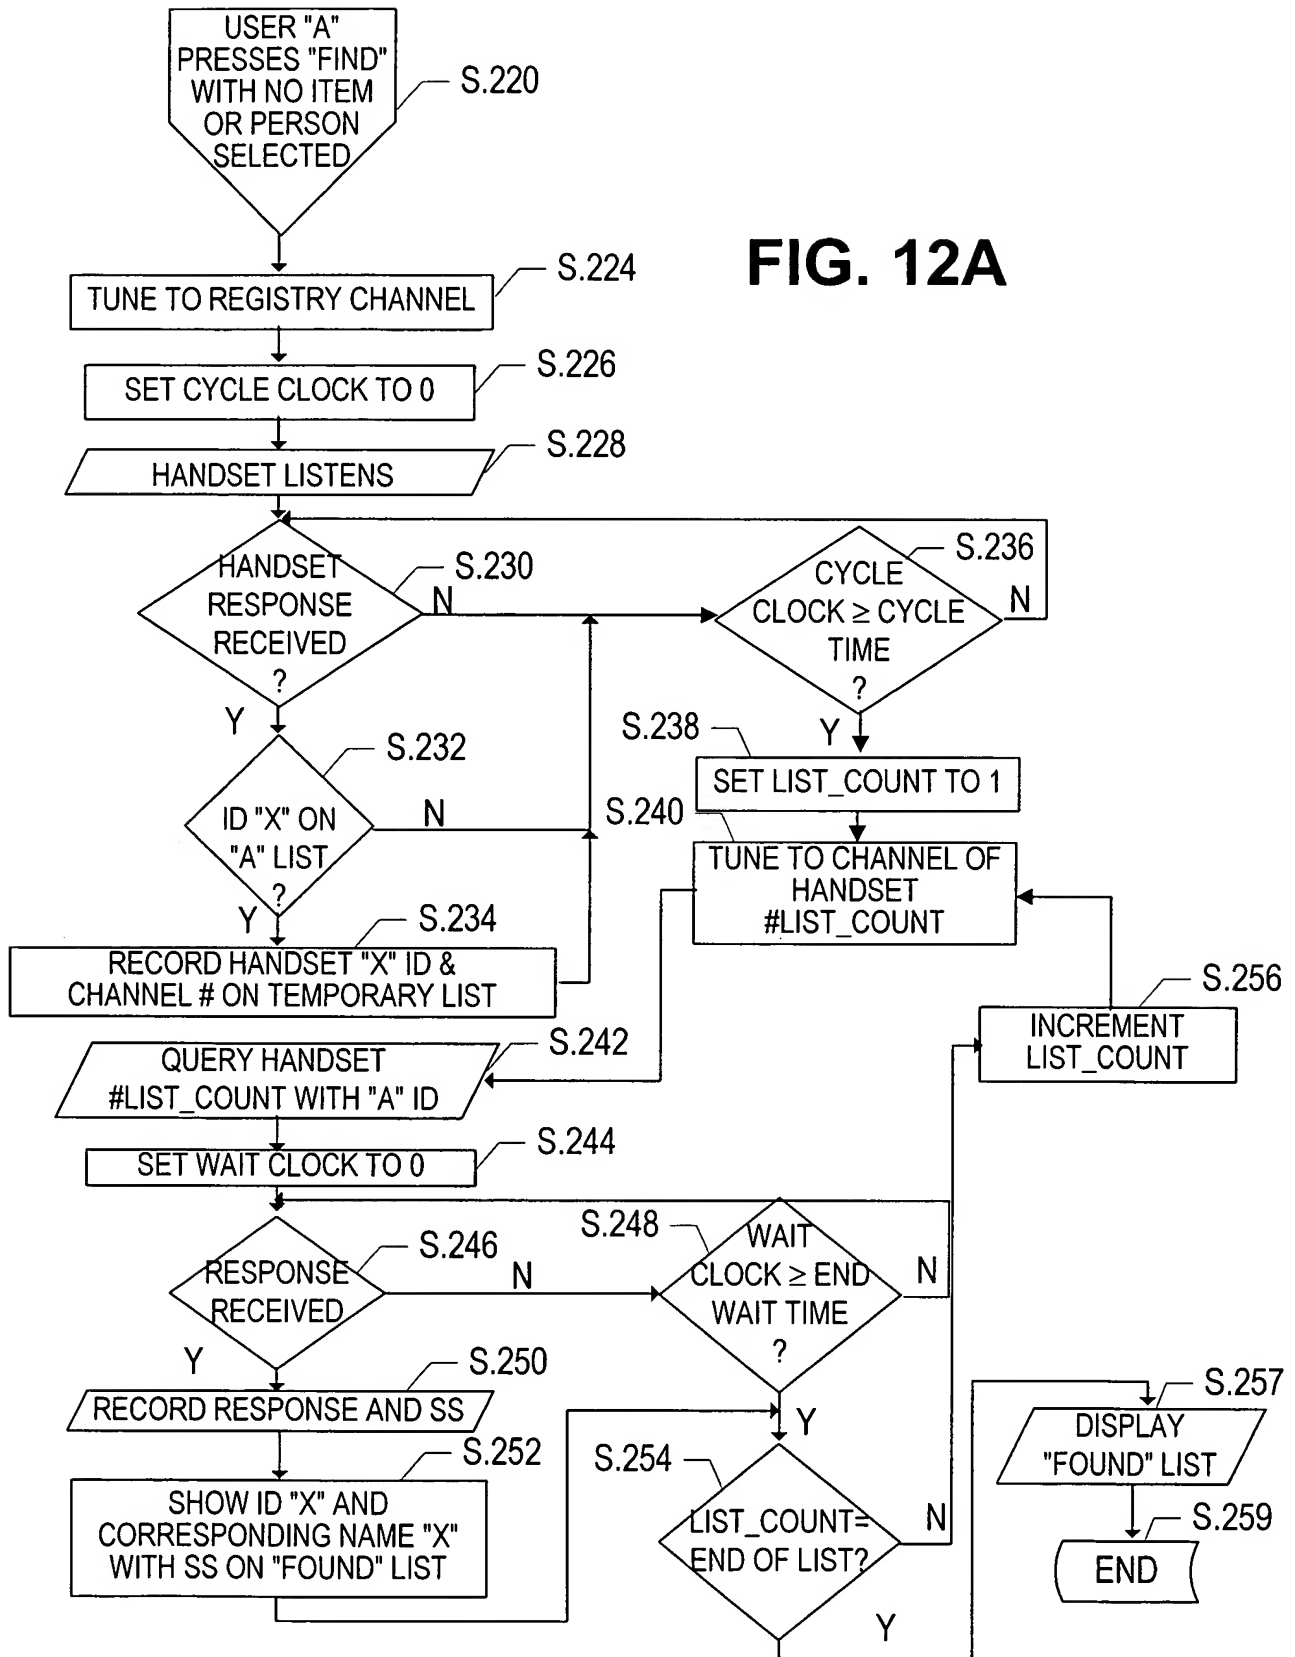 USER "A"
PRESSES "FIND"
WITH NO ITEM
OR PERSON
SELECTED
S.220
FIG. 12A
S.224
TUNE TO REGISTRY CHANNEL
S.226
SET CYCLE CLOCK TO 0
S.228
HANDSET LISTENS
S.230
HANDSET
RESPONSE
RECEIVED
?
N
Y
S.236
CYCLE
CLOCK ≥ CYCLE
TIME
?
N
Y
S.232
ID "X" ON
"A" LIST
?
N
Y
S.238
SET LIST_COUNT TO 1
S.240
TUNE TO CHANNEL OF
HANDSET
#LIST_COUNT
S.234
RECORD HANDSET "X" ID &
CHANNEL # ON TEMPORARY LIST
S.256
INCREMENT
LIST_COUNT
S.242
QUERY HANDSET
#LIST_COUNT WITH "A" ID
S.244
SET WAIT CLOCK TO 0
S.246
RESPONSE
RECEIVED
N
Y
S.248
WAIT
CLOCK ≥ END
WAIT TIME
?
N
Y
S.250
RECORD RESPONSE AND SS
S.252
SHOW ID "X" AND
CORRESPONDING NAME "X"
WITH SS ON "FOUND" LIST
S.254
LIST_COUNT=
END OF LIST?
N
Y
S.257
DISPLAY
"FOUND" LIST
S.259
END